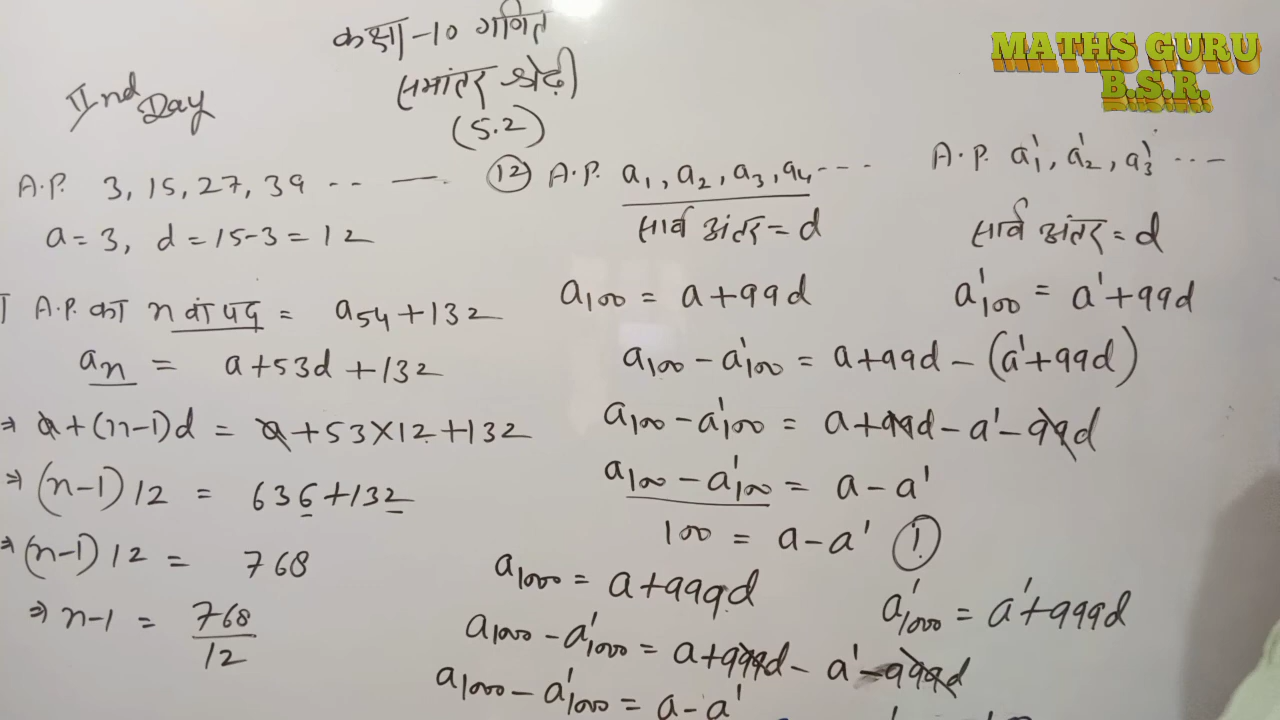 कक्षा-10 गणित
समांतर श्रेढ़ी
(5.2)
IInd Day
MATHS GURU
B.S.R.
A.P. 3, 15, 27, 39 -- —.
a = 3, d = 15-3 = 12
A.P. का n वां पद = a₅₄ + 132
aₙ = a + 53d + 132
⇒ a + (n-1)d = a + 53×12 + 132
⇒ (n-1) 12 = 636 + 132
⇒ (n-1) 12 = 768
⇒ n-1 = 768/12
(12) A.P. a₁, a₂, a₃, a₄ ---
सार्व अंतर = d
a₁₀₀ = a + 99d
A.P. a'₁, a'₂, a'₃ ---
सार्व अंतर = d
a'₁₀₀ = a' + 99d
a₁₀₀ - a'₁₀₀ = a + 99d - (a' + 99d)
a₁₀₀ - a'₁₀₀ = a + 99d - a' - 99d
a₁₀₀ - a'₁₀₀ = a - a'
100 = a - a' (1)
a₁₀₀₀ = a + 999d
a'₁₀₀₀ = a' + 999d
a₁₀₀₀ - a'₁₀₀₀ = a + 999d - a' - 999d
a₁₀₀₀ - a'₁₀₀₀ = a - a'